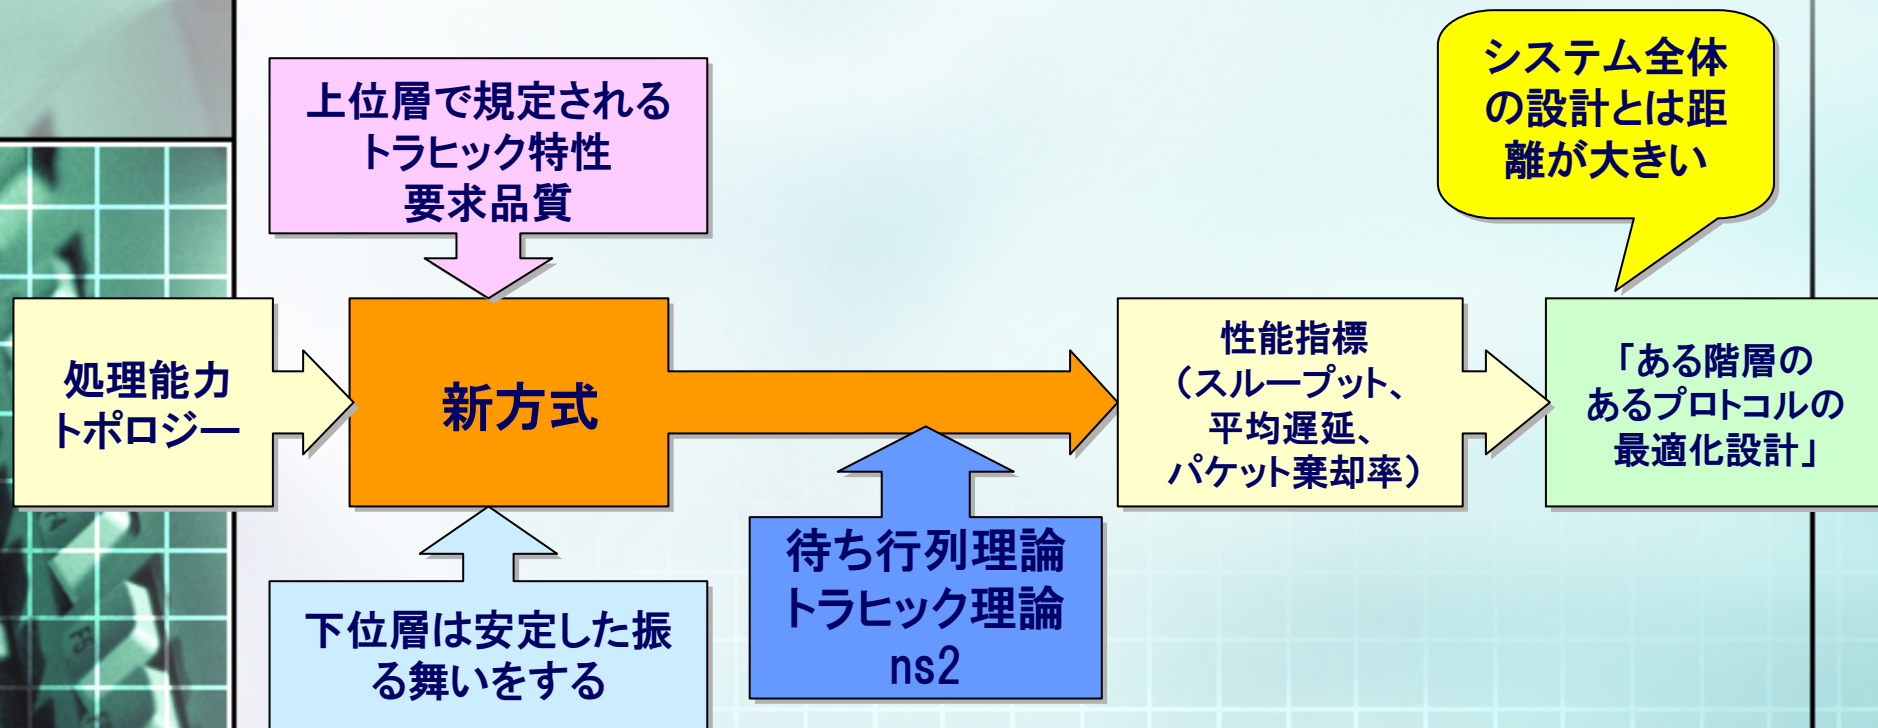 上位層で規定される
トラヒック特性
要求品質
システム全体
の設計とは距
離が大きい
処理能力
トポロジー
新方式
性能指標
（スループット、
平均遅延、
パケット棄却率）
「ある階層の
あるプロトコルの
最適化設計」
待ち行列理論
トラヒック理論
ns2
下位層は安定した振
る舞いをする